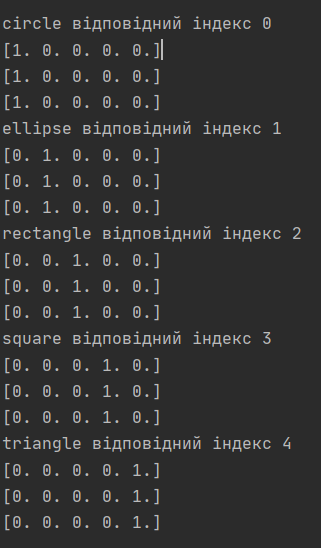 circle відповідний індекс 0
[1. 0. 0. 0. 0.]
[1. 0. 0. 0. 0.]
[1. 0. 0. 0. 0.]
ellipse відповідний індекс 1
[0. 1. 0. 0. 0.]
[0. 1. 0. 0. 0.]
[0. 1. 0. 0. 0.]
rectangle відповідний індекс 2
[0. 0. 1. 0. 0.]
[0. 0. 1. 0. 0.]
[0. 0. 1. 0. 0.]
square відповідний індекс 3
[0. 0. 0. 1. 0.]
[0. 0. 0. 1. 0.]
[0. 0. 0. 1. 0.]
triangle відповідний індекс 4
[0. 0. 0. 0. 1.]
[0. 0. 0. 0. 1.]
[0. 0. 0. 0. 1.]